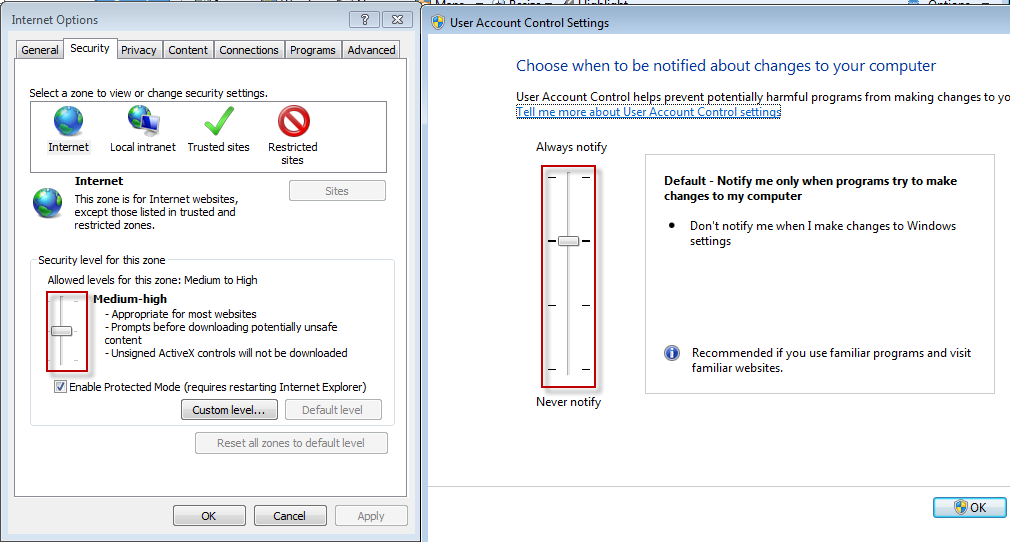 Internet Options
General Security Privacy Content Connections Programs Advanced
Select a zone to view or change security settings.
Internet
Local intranet
Trusted sites
Restricted
sites
Internet
This zone is for Internet websites,
except those listed in trusted and
restricted zones.
Sites
Security level for this zone
Allowed levels for this zone: Medium to High
Medium-high
- Appropriate for most websites
- Prompts before downloading potentially unsafe
content
- Unsigned ActiveX controls will not be downloaded
Enable Protected Mode (requires restarting Internet Explorer)
Custom level...
Default level
Reset all zones to default level
OK
Cancel
Apply
User Account Control Settings
Choose when to be notified about changes to your computer
User Account Control helps prevent potentially harmful programs from making changes to yo
Tell me more about User Account Control settings
Always notify
Default - Notify me only when programs try to make
changes to my computer
• Don't notify me when I make changes to Windows
settings
Recommended if you use familiar programs and visit
familiar websites.
Never notify
OK